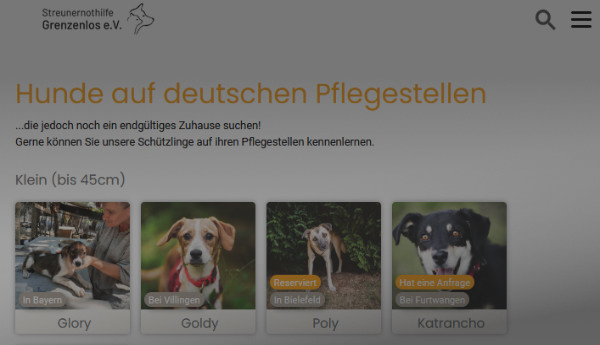 Streunernothilfe
Grenzenlos e.V.
Hunde auf deutschen Pflegestellen
...die jedoch noch ein endgültiges Zuhause suchen!
Gerne können Sie unsere Schützlinge auf ihren Pflegestellen kennenlernen.
Klein (bis 45cm)
In Bayern
Glory
Bei Villingen
Goldy
Reserviert
In Bielefeld
Poly
Hat eine Anfrage
Bei Furtwangen
Katrancho